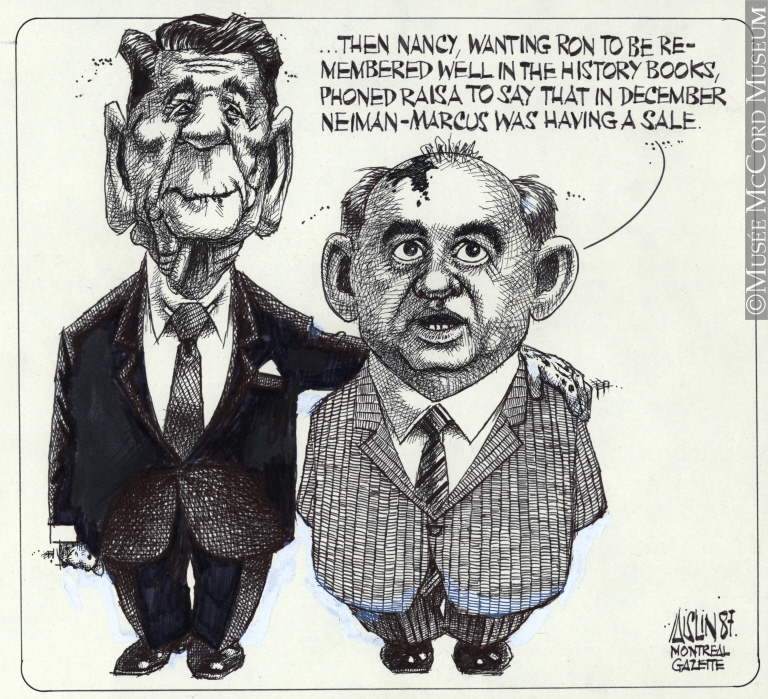 ...THEN NANCY, WANTING RON TO BE RE-
MEMBERED WELL IN THE HISTORY BOOKS,
PHONED RAISA TO SAY THAT IN DECEMBER
NEIMAN-MARCUS WAS HAVING A SALE.
©MUSÉE MCCORD MUSEUM
AISLIN 87.
MONTREAL
GAZETTE